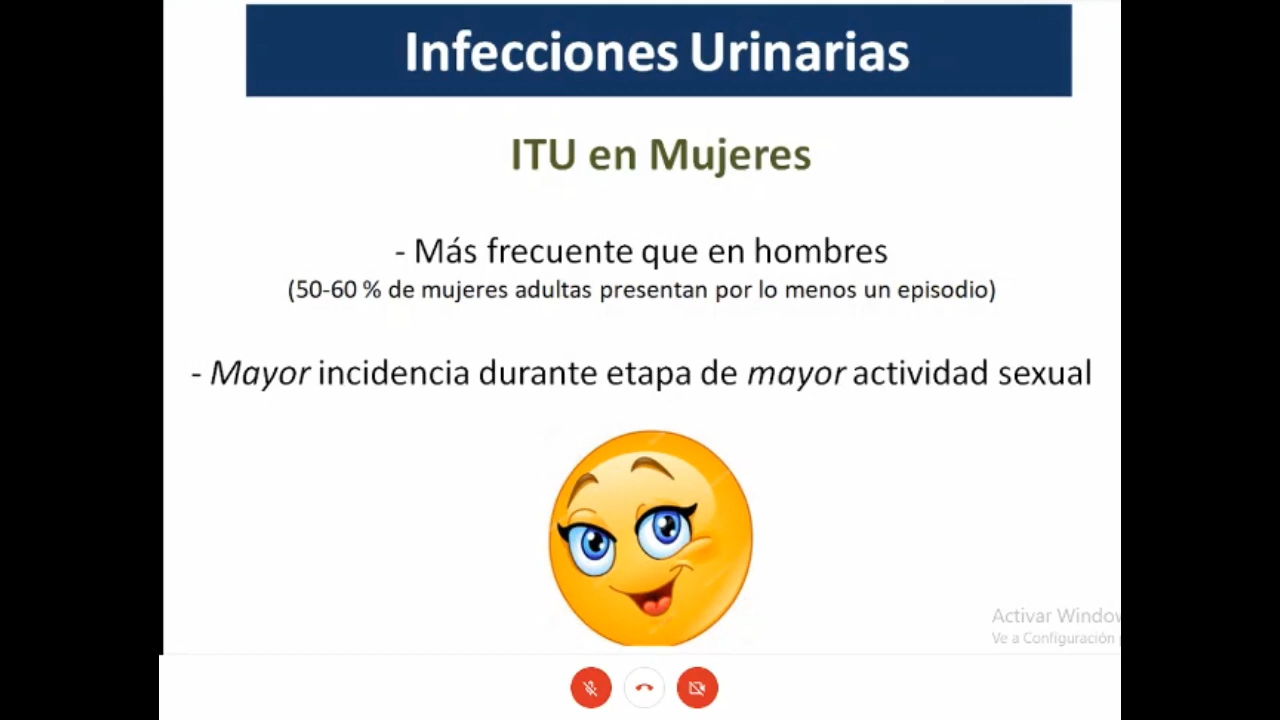 Infecciones Urinarias
ITU en Mujeres
- Más frecuente que en hombres
(50-60 % de mujeres adultas presentan por lo menos un episodio)
- Mayor incidencia durante etapa de mayor actividad sexual
Activar Window
Ve a Configuración